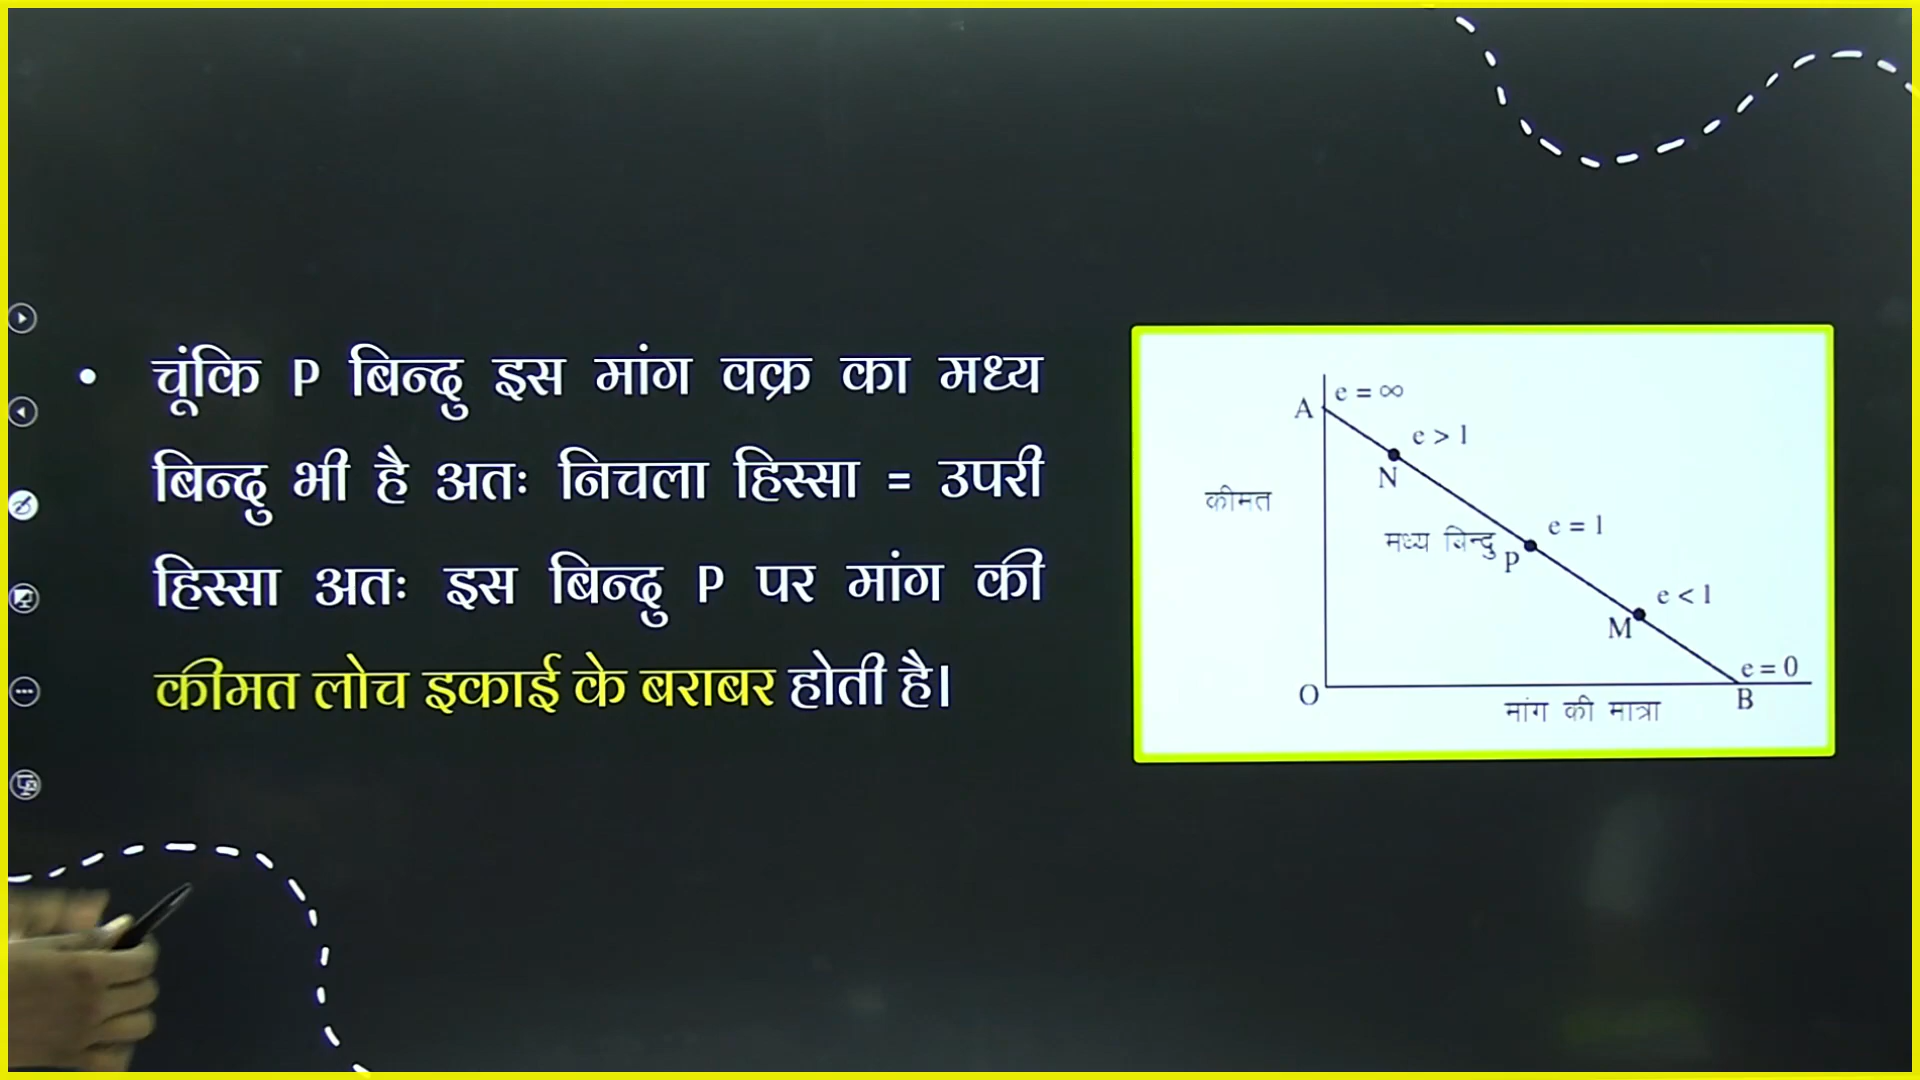 • चूंकि P बिन्दु इस मांग वक्र का मध्य
बिन्दु भी है अतः निचला हिस्सा = उपरी
हिस्सा अतः इस बिन्दु P पर मांग की
कीमत लोच इकाई के बराबर होती है।
e = ∞
A
e > 1
N
कीमत
e = 1
मध्य बिन्दु P
e < 1
M
e = 0
O
B
मांग की मात्रा